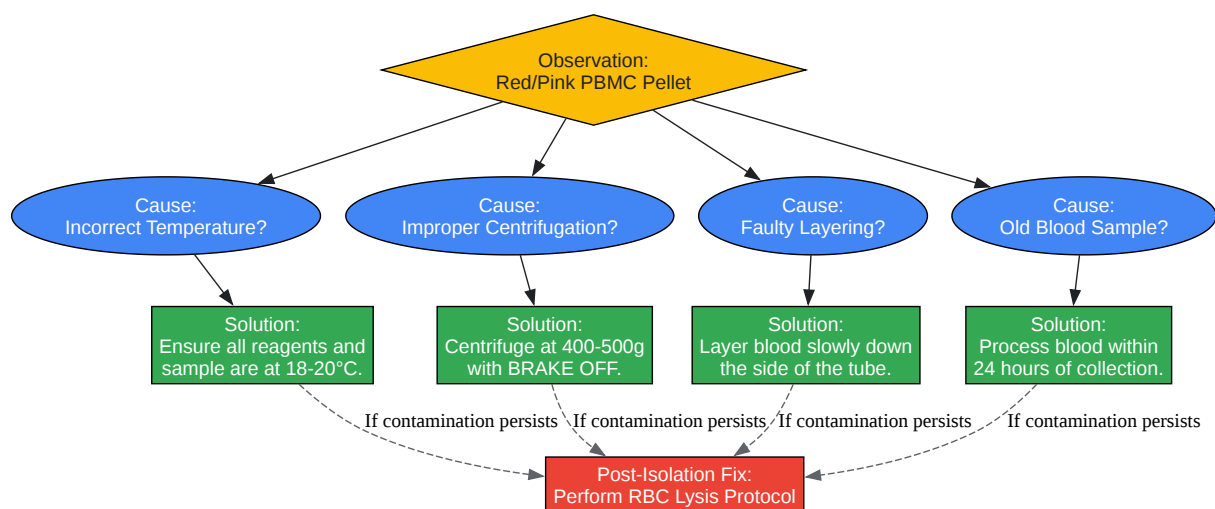 Observation:
Red/Pink PBMC Pellet
Cause:
Incorrect Temperature?
Cause:
Improper Centrifugation?
Cause:
Faulty Layering?
Cause:
Old Blood Sample?
Solution:
Ensure all reagents and
sample are at 18-20°C.
Solution:
Centrifuge at 400-500g
with BRAKE OFF.
Solution:
Layer blood slowly down
the side of the tube.
Solution:
Process blood within
24 hours of collection.
If contamination persists
If contamination persists
If contamination persists
If contamination persists
Post-Isolation Fix:
Perform RBC Lysis Protocol